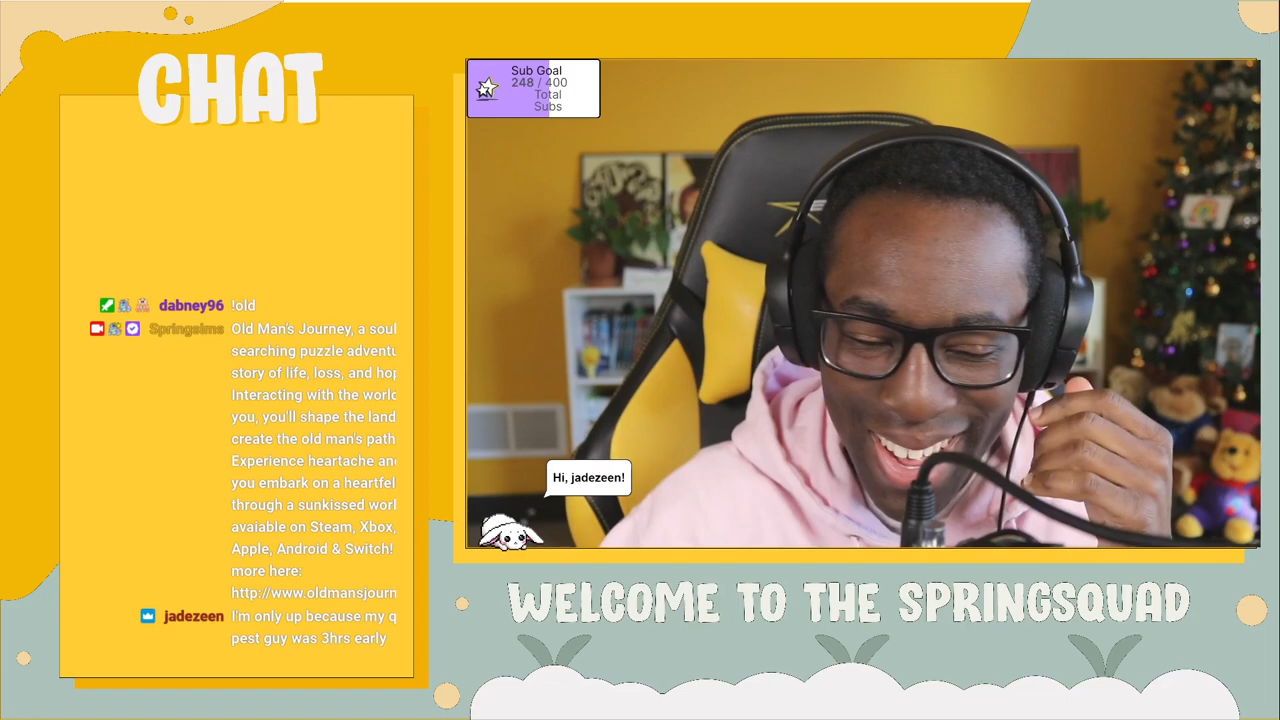 CHAT
Sub Goal
248 / 400
Total
Subs
dabney96 !old
Springsims Old Man's Journey, a soul
searching puzzle adventu
story of life, loss, and hop
Interacting with the world
you, you'll shape the land
create the old man's path
Experience heartache and
you embark on a heartfel
through a sunkissed worl
avaiable on Steam, Xbox,
Apple, Android & Switch!
more here:
http://www.oldmansjourn
jadezeen I'm only up because my q
pest guy was 3hrs early
Hi, jadezeen!
WELCOME TO THE SPRINGSQUAD